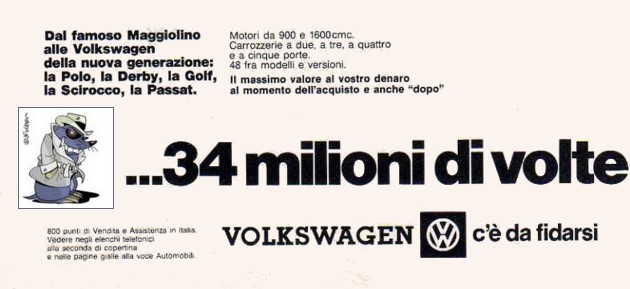 Dal famoso Maggiolino
alle Volkswagen
della nuova generazione:
la Polo, la Derby, la Golf,
la Scirocco, la Passat.
Motori da 900 e 1600 cmc.
Carrozzerie a due, a tre, a quattro
e a cinque porte.
48 fra modelli e versioni.
Il massimo valore al vostro denaro
al momento dell'acquisto e anche “dopo”
...34 milioni di volte
800 punti di Vendita e Assistenza in Italia.
Vedere negli elenchi telefonici
alla seconda di copertina
e nelle pagine gialle alla voce Automobili.
VOLKSWAGEN c'è da fidarsi